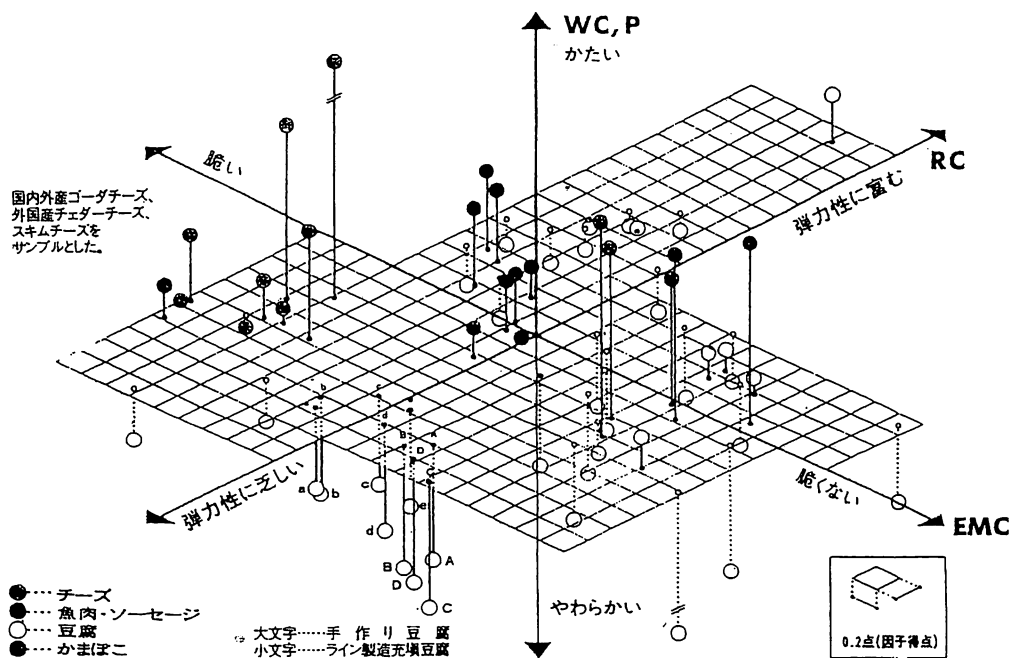 WC, P
かたい
脆い
RC
弾力性に富む
国内外産ゴーダチーズ、
外国産チェダーチーズ、
スキムチーズを
サンプルとした。
弾力性に乏しい
脆くない
EMC
やわらかい
a
b
c
d
e
A
B
D
C
b
a
c
d
B
A
D
C
チーズ
魚肉・ソーセージ
豆腐
かまぼこ
大文字……手作り豆腐
小文字……ライン製造充填豆腐
0.2点(因子得点)